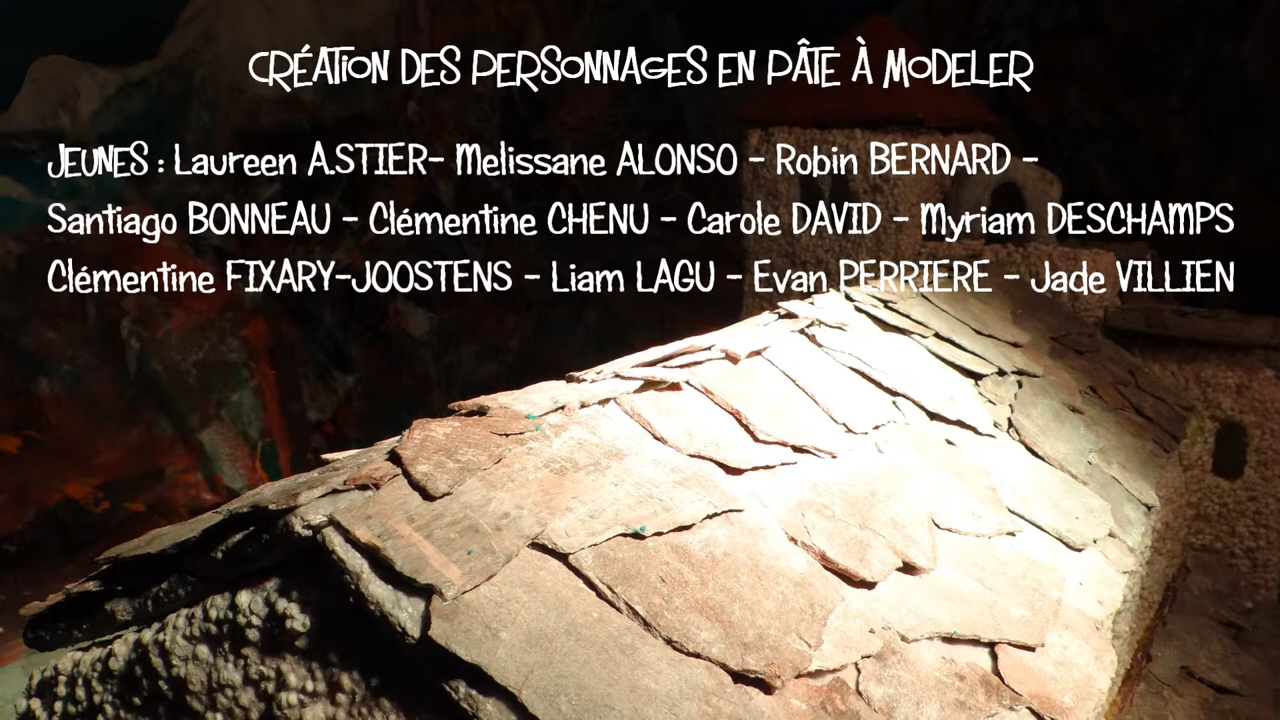 CRÉATION DES PERSONNAGES EN PÂTE À MODELER
JEUNES : Laureen A.STIER- Melissane ALONSO - Robin BERNARD -
Santiago BONNEAU - Clémentine CHENU - Carole DAVID - Myriam DESCHAMPS
Clémentine FIXARY-JOOSTENS - Liam LAGU - Evan PERRIERE - Jade VILLIEN